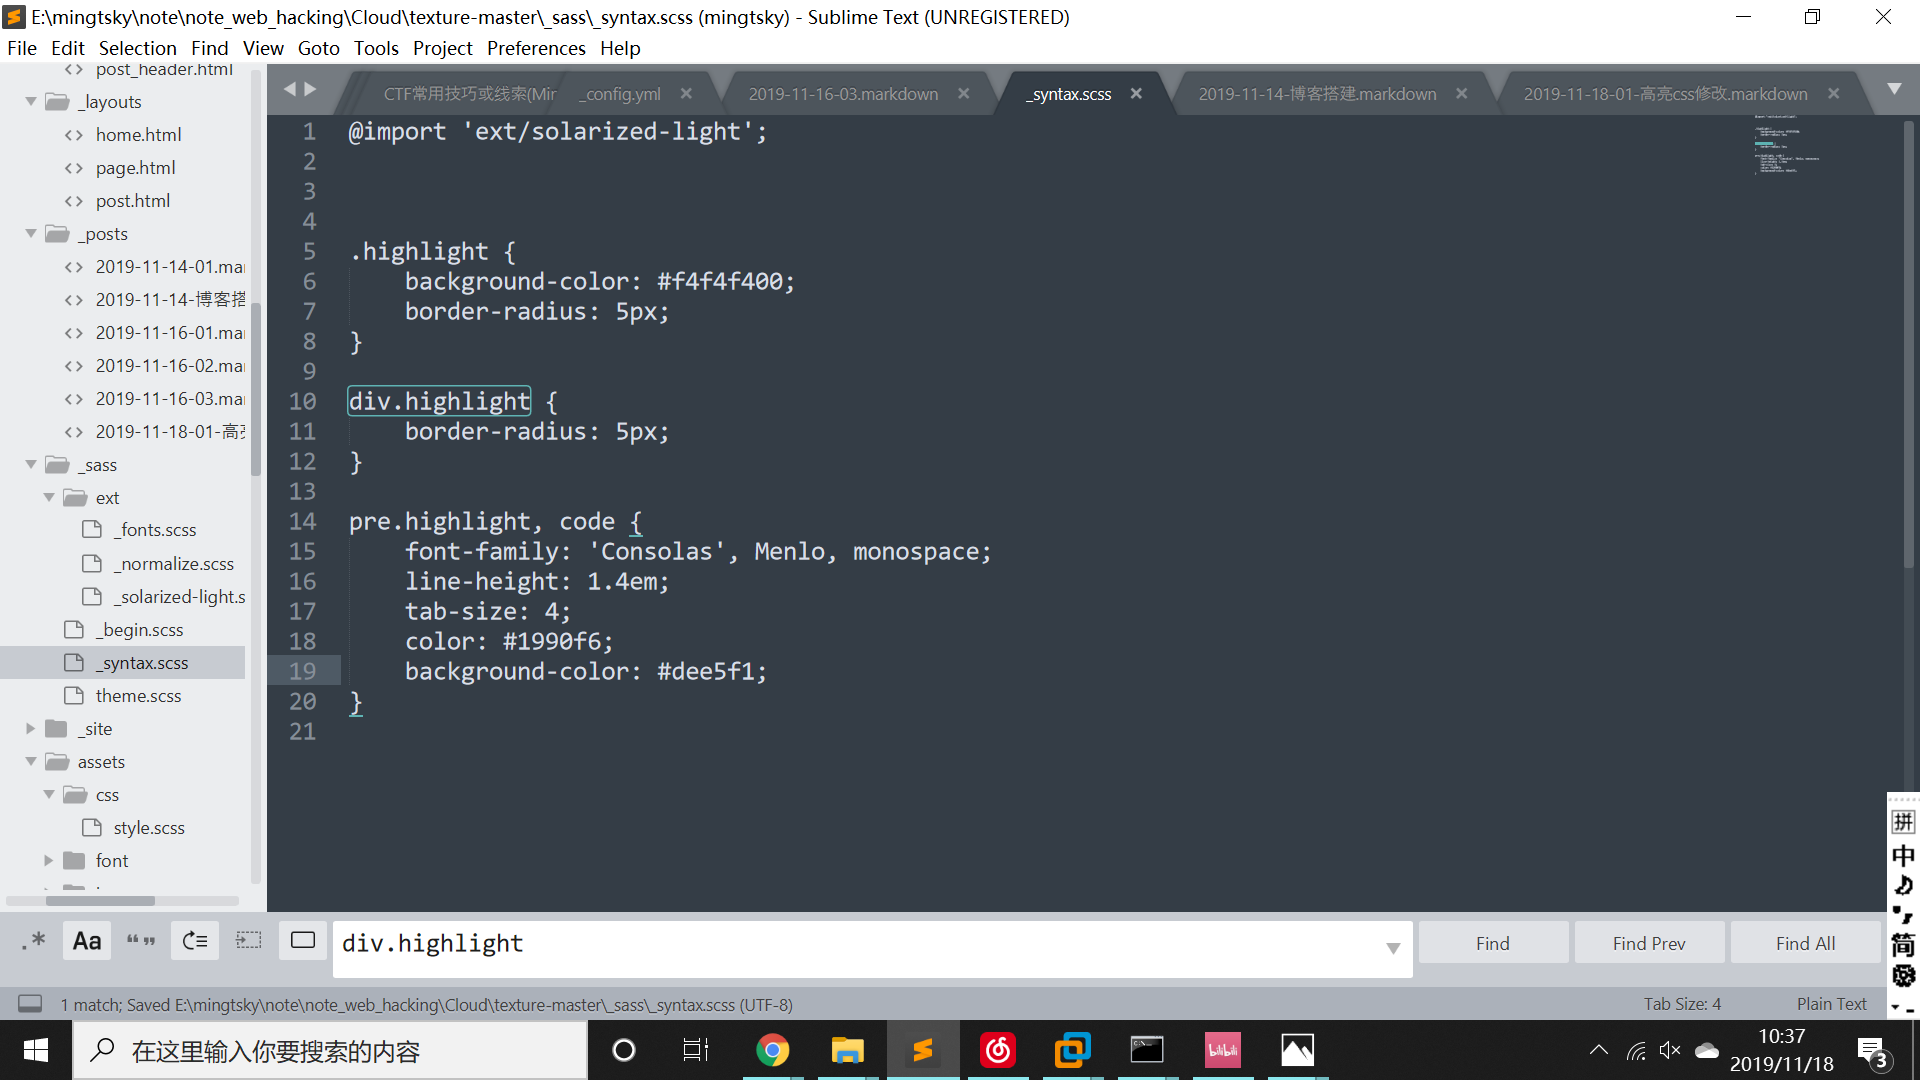 E:\mingtsky\note\note_web_hacking\Cloud\texture-master\_sass\_syntax.scss (mingtsky) - Sublime Text (UNREGISTERED)
File Edit Selection Find View Goto Tools Project Preferences Help
post_header.html
_layouts
home.html
page.html
post.html
_posts
2019-11-14-01.mar
2019-11-14-博客搭
2019-11-16-01.mar
2019-11-16-02.mar
2019-11-16-03.mar
2019-11-18-01-高亮
_sass
ext
_fonts.scss
_normalize.scss
_solarized-light.s
_begin.scss
_syntax.scss
theme.scss
_site
assets
css
style.scss
font
CTF常用技巧或线索(Mir
_config.yml
2019-11-16-03.markdown
_syntax.scss
2019-11-14-博客搭建.markdown
2019-11-18-01-高亮css修改.markdown
1 @import 'ext/solarized-light';
2
3
4
5 .highlight {
6 background-color: #f4f4f400;
7 border-radius: 5px;
8 }
9
10 div.highlight {
11 border-radius: 5px;
12 }
13
14 pre.highlight, code {
15 font-family: 'Consolas', Menlo, monospace;
16 line-height: 1.4em;
17 tab-size: 4;
18 color: #1990f6;
19 background-color: #dee5f1;
20 }
21
.* Aa “”
div.highlight
Find
Find Prev
Find All
1 match; Saved E:\mingtsky\note\note_web_hacking\Cloud\texture-master\_sass\_syntax.scss (UTF-8)
Tab Size: 4
Plain Text
拼
中
简
在这里输入你要搜索的内容
bilibili
10:37
2019/11/18
3